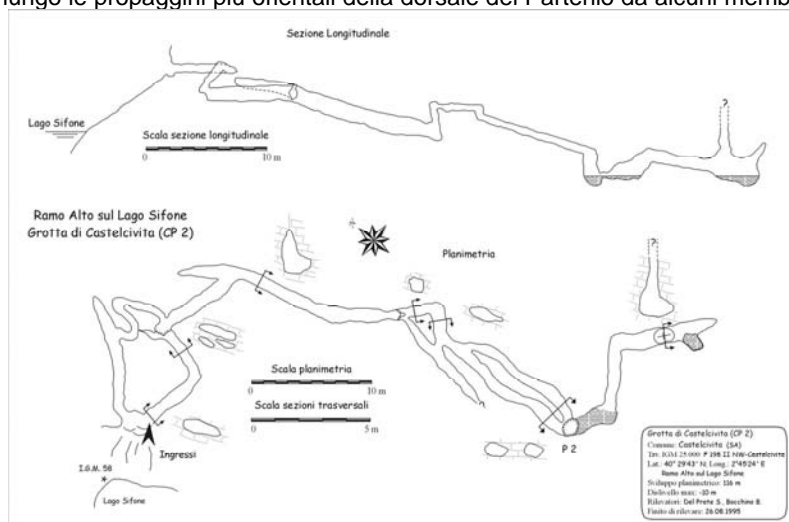 lungo le propaggini più orientali della dorsale del Partenio da alcuni
Sezione Longitudinale
Lago Sifone
Scala sezione longitudinale
0 10 m
?
Ramo Alto sul Lago Sifone
Grotta di Castelcivita (CP 2)
Planimetria
?
Scala planimetria
0 10 m
Scala sezioni trasversali
0 5 m
Ingressi
P 2
I.G.M. 58
Lago Sifone
Grotta di Castelcivita (CP 2)
Comune: Castelcivita (SA)
Tav. IGM 25.000: F 198 II NW-Castelcivita
Lat.: 40° 29'43" N; Long.: 2°45'24" E
Ramo Alto sul Lago Sifone
Sviluppo planimetrico: 116 m
Dislivello max: -10 m
Rilevatori: Del Prete S., Bocchino B.
Finito di rilevare: 26.08.1995